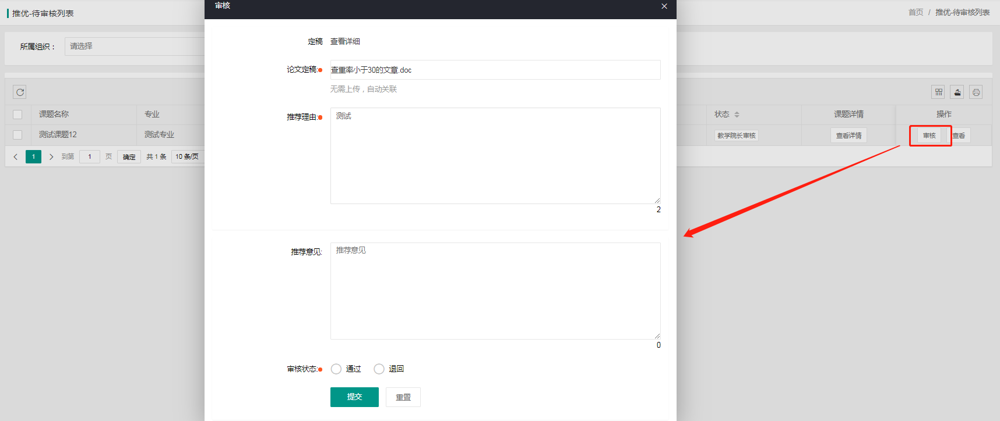 审核
推优-待审核列表
首页 / 推优-待审核列表
所属组织：
请选择
定稿 查看详细
论文定稿: 查重率小于30的文章.doc
无需上传，自动关联
推荐理由: 测试
2
课题名称 专业 状态 课题详情 操作
测试课题12 测试专业 教学院长审核 查看详情 审核 查看
1 到第 1 页 确定 共 1 条 10 条/页
推荐意见: 推荐意见
0
审核状态: 通过 退回
提交 重置